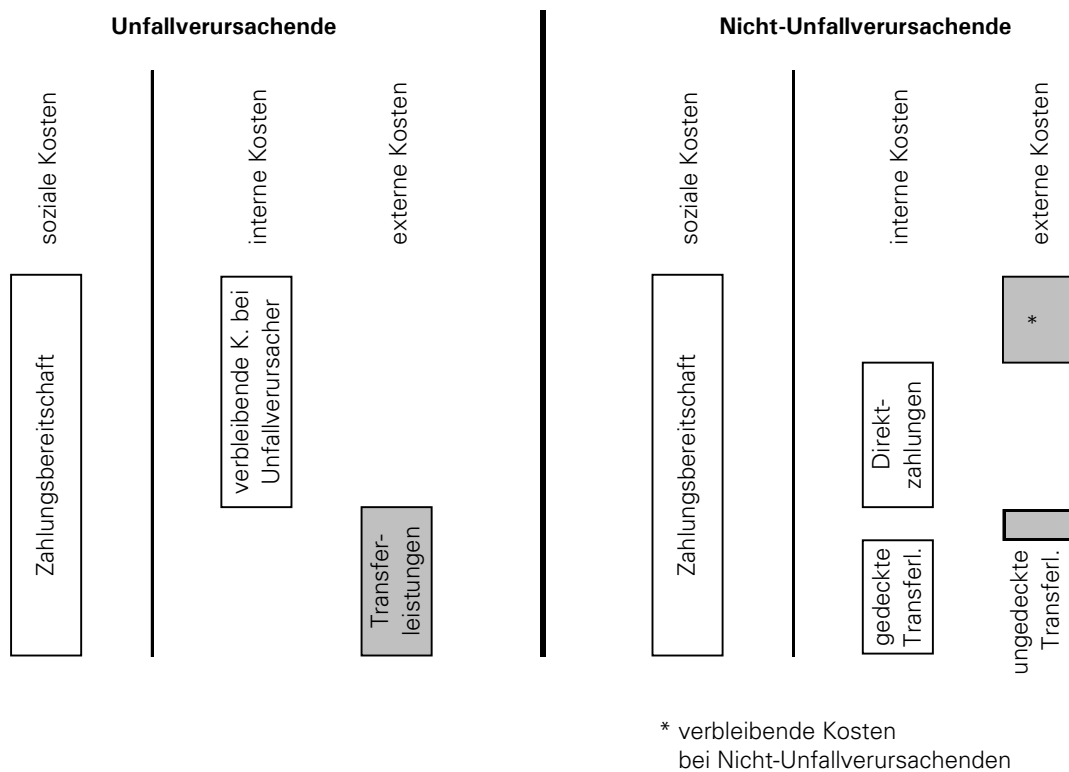 Unfallverursachende
soziale Kosten
interne Kosten
externe Kosten
Zahlungsbereitschaft
verbleibende K. bei
Unfallverursacher
Transfer-
leistungen
Nicht-Unfallverursachende
soziale Kosten
interne Kosten
externe Kosten
Zahlungsbereitschaft
Direkt-
zahlungen
gedeckte
Transferl.
*
ungedeckte
Transferl.
* verbleibende Kosten
bei Nicht-Unfallverursachenden